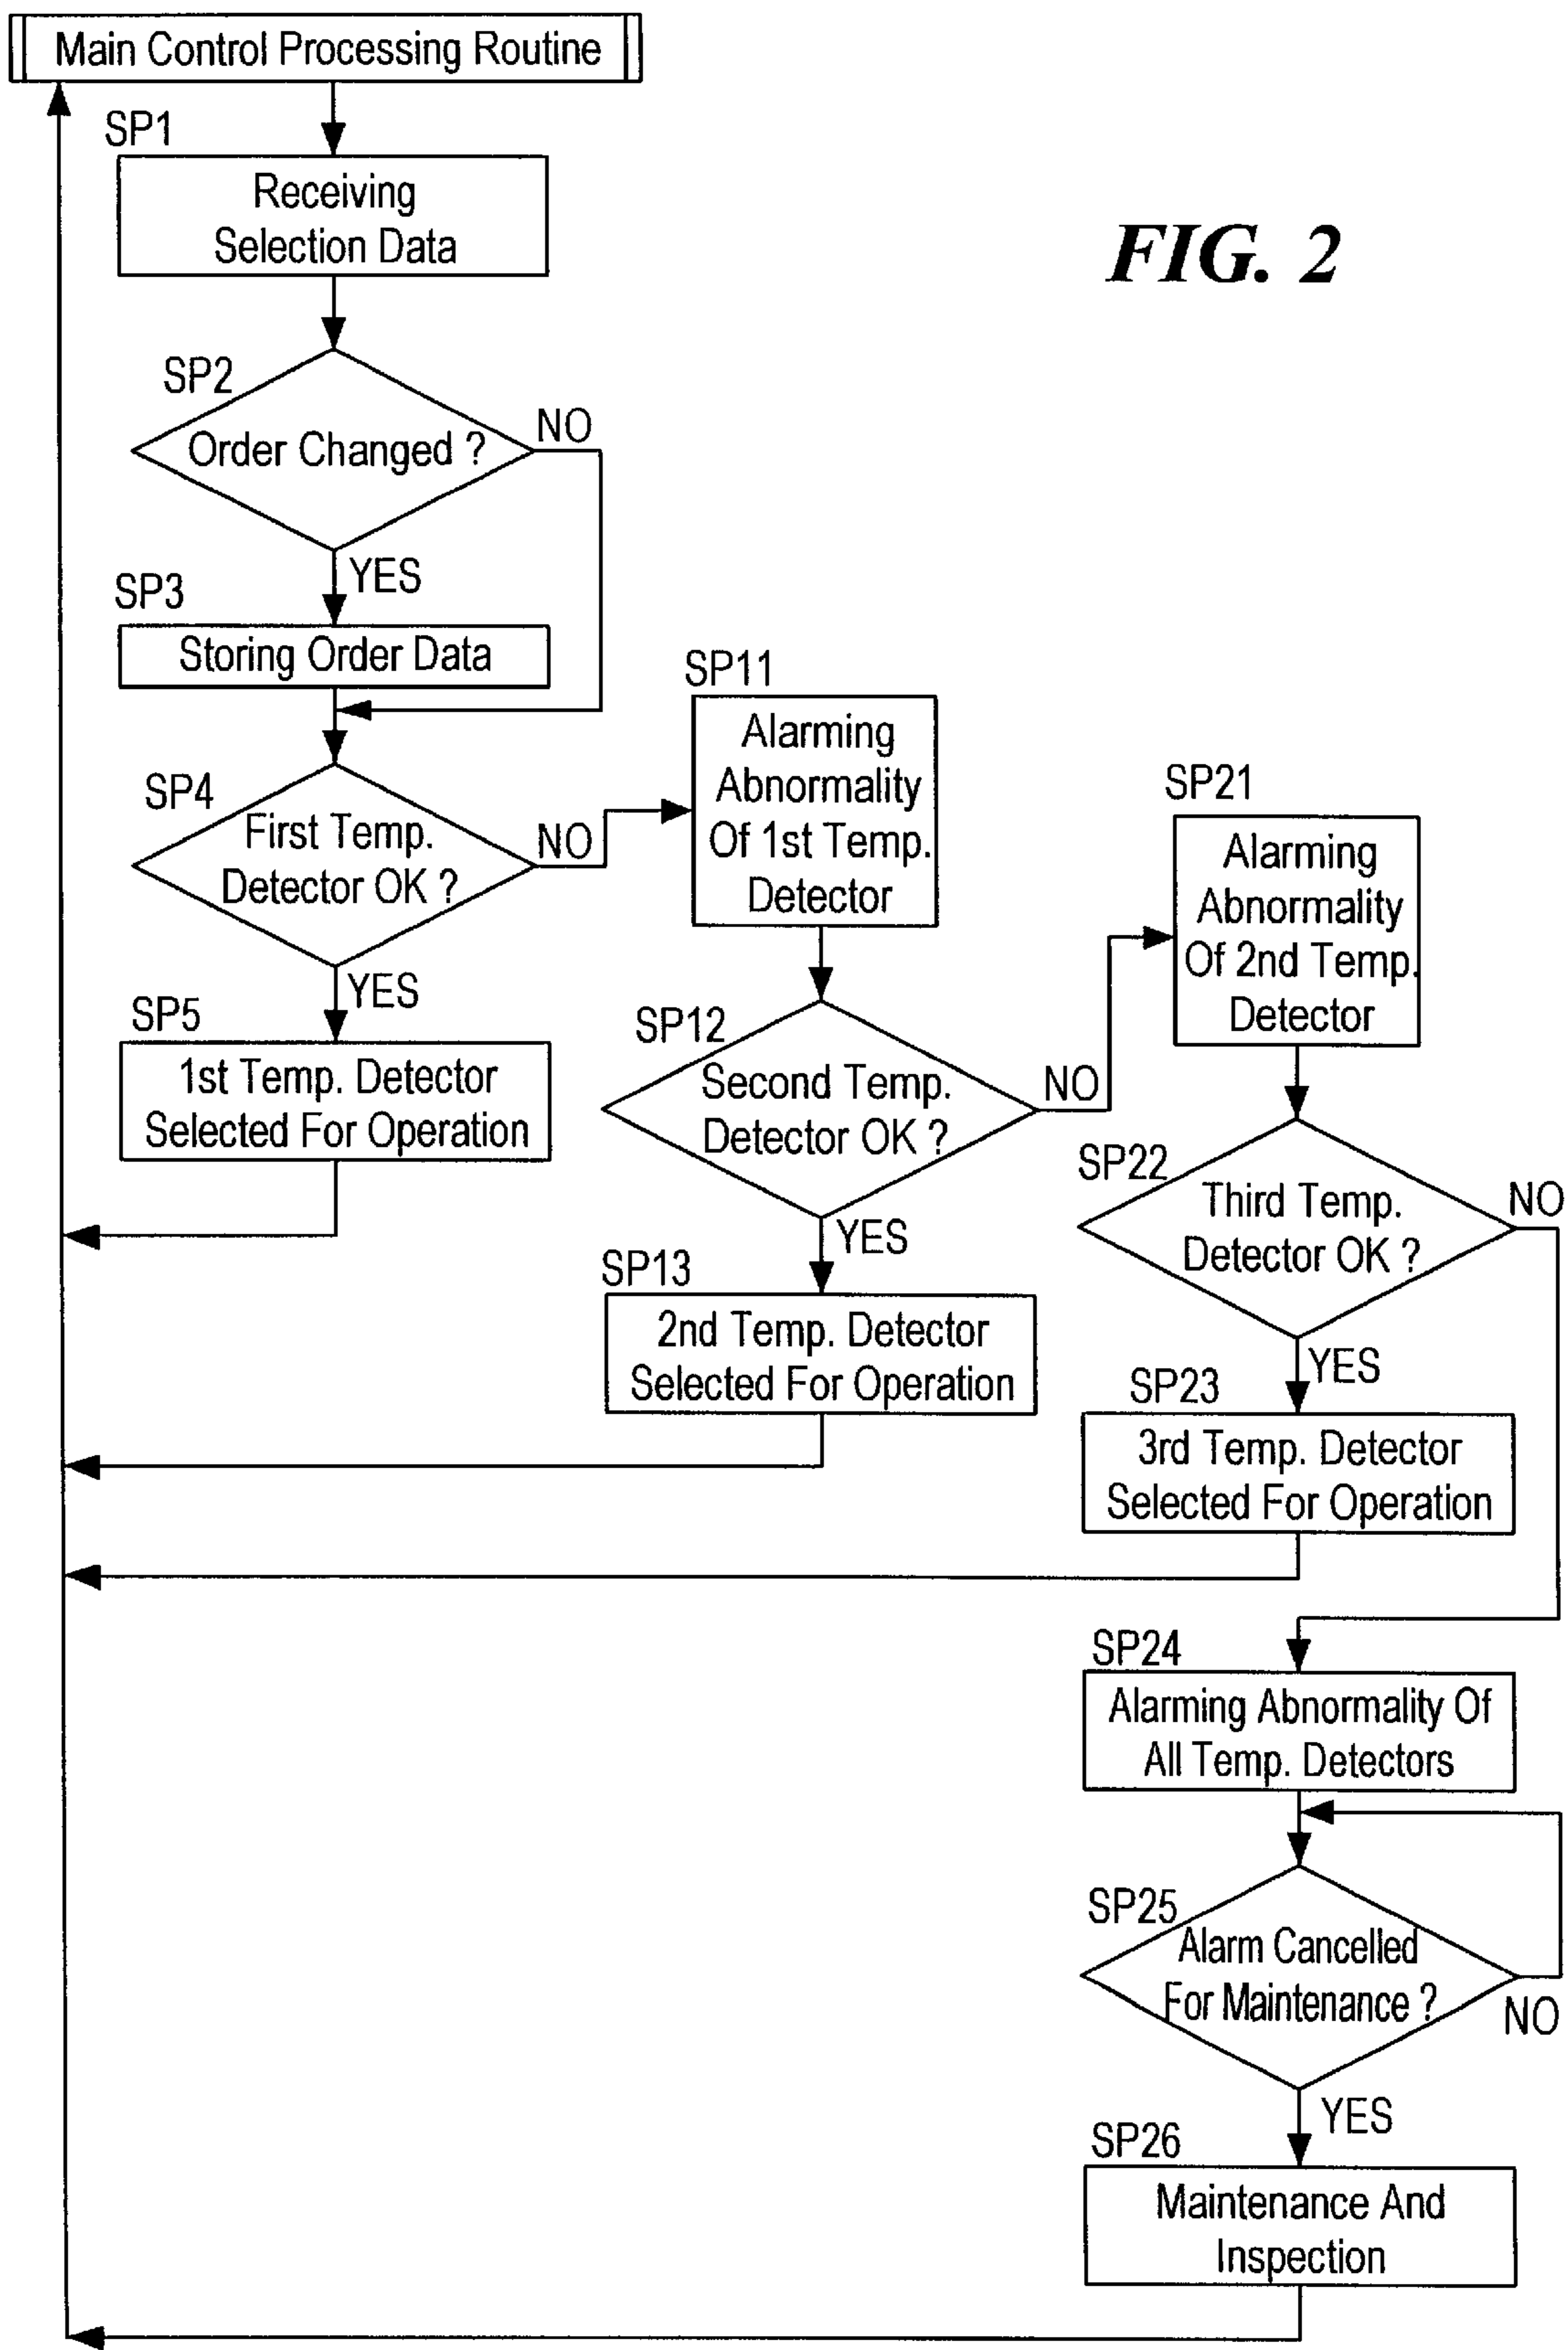 Main Control Processing Routine
SP1
Receiving
Selection Data
FIG. 2
SP2
Order Changed ?
NO
YES
SP3
Storing Order Data
SP4
First Temp.
Detector OK ?
NO
YES
SP5
1st Temp. Detector
Selected For Operation
SP11
Alarming
Abnormality
Of 1st Temp.
Detector
SP12
Second Temp.
Detector OK ?
NO
YES
SP13
2nd Temp. Detector
Selected For Operation
SP21
Alarming
Abnormality
Of 2nd Temp.
Detector
SP22
Third Temp.
Detector OK ?
NO
YES
SP23
3rd Temp. Detector
Selected For Operation
SP24
Alarming Abnormality Of
All Temp. Detectors
SP25
Alarm Cancelled
For Maintenance ?
NO
YES
SP26
Maintenance And
Inspection